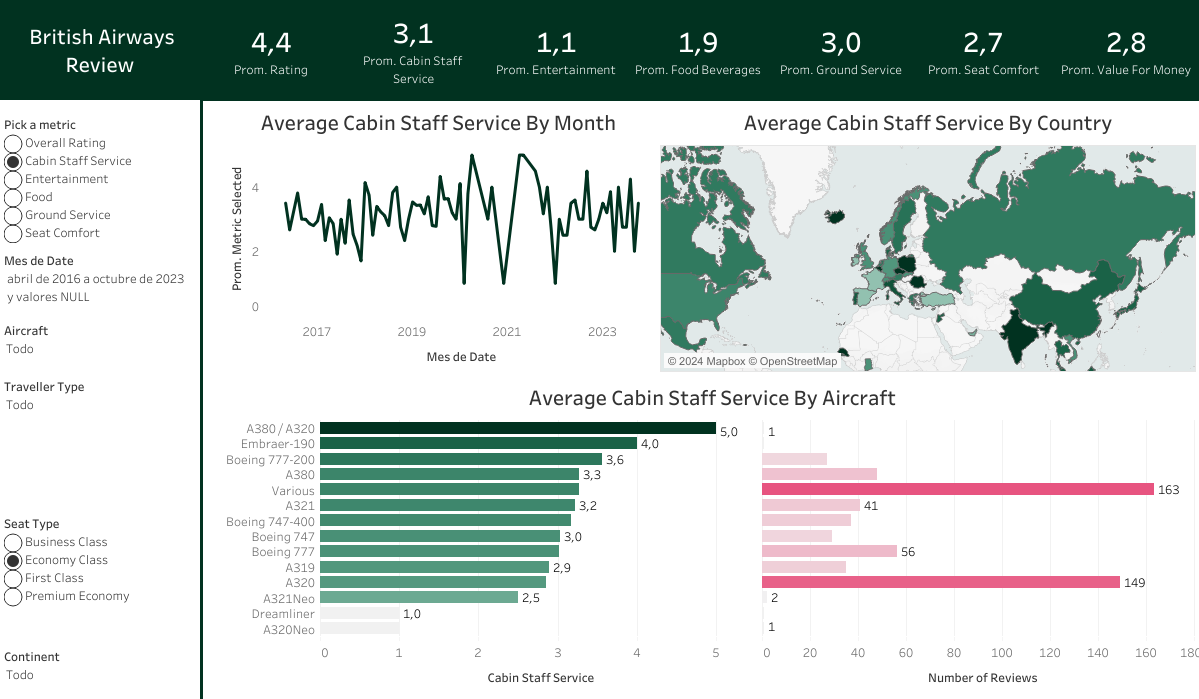 British Airways
Review
4,4
Prom. Rating
3,1
Prom. Cabin Staff
Service
1,1
Prom. Entertainment
1,9
Prom. Food Beverages
3,0
Prom. Ground Service
2,7
Prom. Seat Comfort
2,8
Prom. Value For Money
Pick a metric
Overall Rating
Cabin Staff Service
Entertainment
Food
Ground Service
Seat Comfort
Mes de Date
abril de 2016 a octubre de 2023
y valores NULL
Aircraft
Todo
Traveller Type
Todo
Seat Type
Business Class
Economy Class
First Class
Premium Economy
Continent
Todo
Average Cabin Staff Service By Month
Prom. Metric Selected
4
2
0
2017 2019 2021 2023
Mes de Date
Average Cabin Staff Service By Country
© 2024 Mapbox © OpenStreetMap
Average Cabin Staff Service By Aircraft
A380 / A320 5,0 1
Embraer-190 4,0
Boeing 777-200 3,6
A380 3,3
Various 163
A321 3,2 41
Boeing 747-400
Boeing 747 3,0
Boeing 777 56
A319 2,9
A320 149
A321Neo 2,5 2
Dreamliner 1,0
A320Neo 1
0 1 2 3 4 5
Cabin Staff Service
0 20 40 60 80 100 120 140 160 180
Number of Reviews